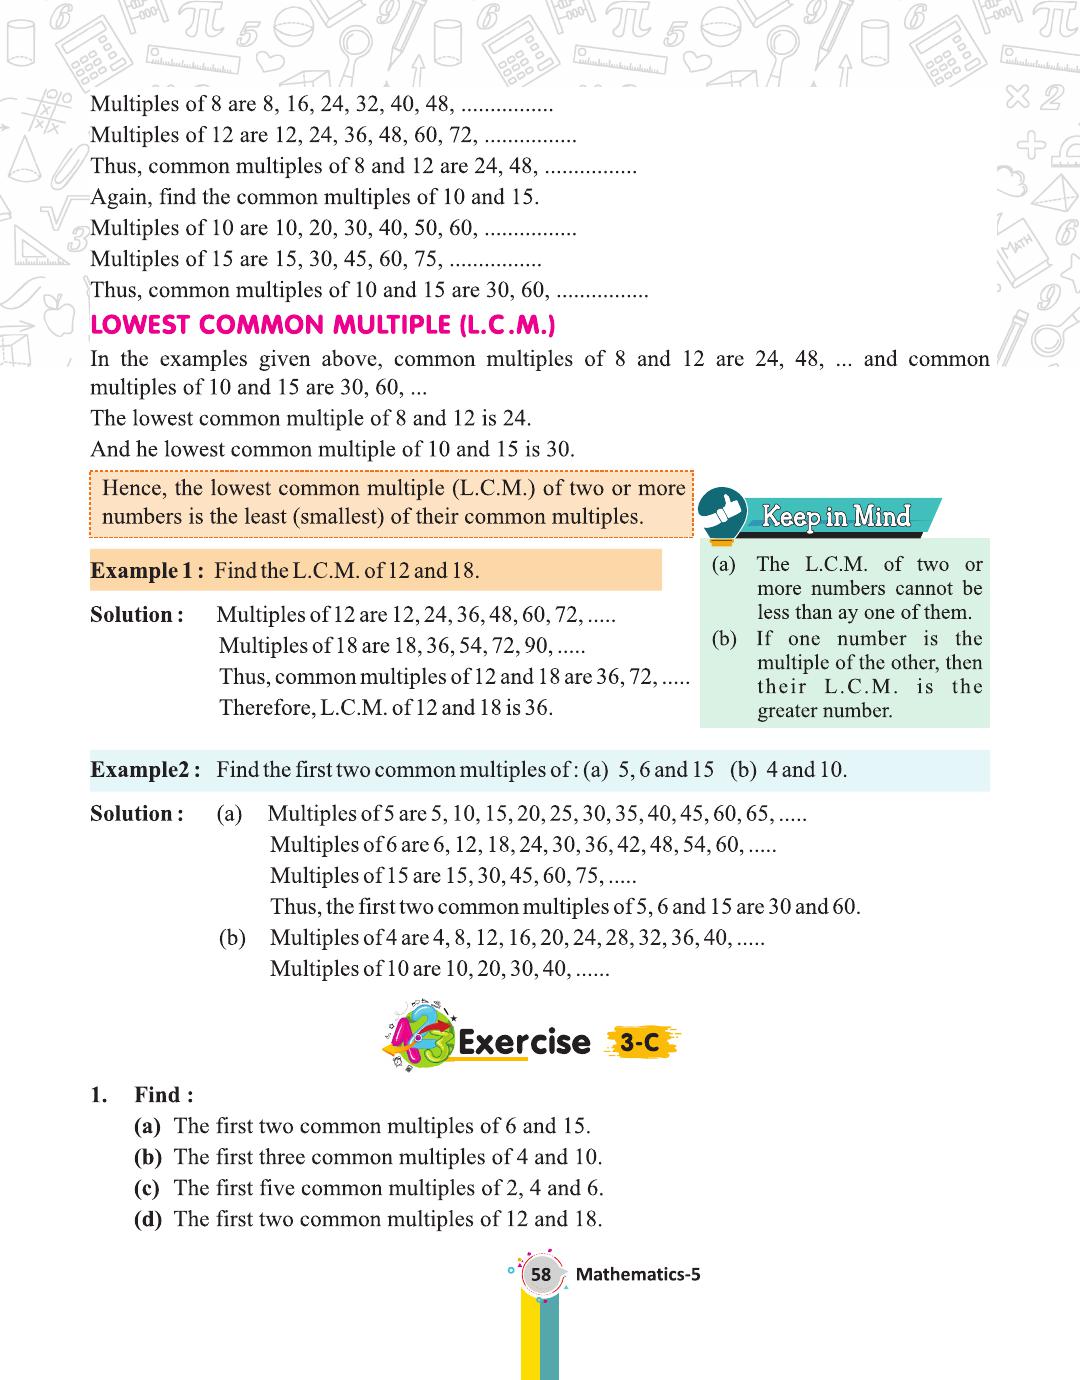 Multiples of 8 are 8, 16, 24, 32, 40, 48, ................
Multiples of 12 are 12, 24, 36, 48, 60, 72, ................
Thus, common multiples of 8 and 12 are 24, 48, ................
Again, find the common multiples of 10 and 15.
Multiples of 10 are 10, 20, 30, 40, 50, 60, ................
Multiples of 15 are 15, 30, 45, 60, 75, ................
Thus, common multiples of 10 and 15 are 30, 60, ................
LOWEST COMMON MULTIPLE (L.C.M.)
In the examples given above, common multiples of 8 and 12 are 24, 48, ... and common
multiples of 10 and 15 are 30, 60, ...
The lowest common multiple of 8 and 12 is 24.
And he lowest common multiple of 10 and 15 is 30.
Hence, the lowest common multiple (L.C.M.) of two or more
numbers is the least (smallest) of their common multiples.
Keep in Mind
(a) The L.C.M. of two or
more numbers cannot be
less than ay one of them.
(b) If one number is the
multiple of the other, then
their L.C.M. is the
greater number.
Example 1 : Find the L.C.M. of 12 and 18.
Solution : Multiples of 12 are 12, 24, 36, 48, 60, 72, .....
Multiples of 18 are 18, 36, 54, 72, 90, .....
Thus, common multiples of 12 and 18 are 36, 72, .....
Therefore, L.C.M. of 12 and 18 is 36.
Example2 : Find the first two common multiples of : (a) 5, 6 and 15 (b) 4 and 10.
Solution : (a) Multiples of 5 are 5, 10, 15, 20, 25, 30, 35, 40, 45, 60, 65, .....
Multiples of 6 are 6, 12, 18, 24, 30, 36, 42, 48, 54, 60, .....
Multiples of 15 are 15, 30, 45, 60, 75, .....
Thus, the first two common multiples of 5, 6 and 15 are 30 and 60.
(b) Multiples of 4 are 4, 8, 12, 16, 20, 24, 28, 32, 36, 40, .....
Multiples of 10 are 10, 20, 30, 40, ......
Exercise 3-C
1. Find :
(a) The first two common multiples of 6 and 15.
(b) The first three common multiples of 4 and 10.
(c) The first five common multiples of 2, 4 and 6.
(d) The first two common multiples of 12 and 18.
58 Mathematics-5